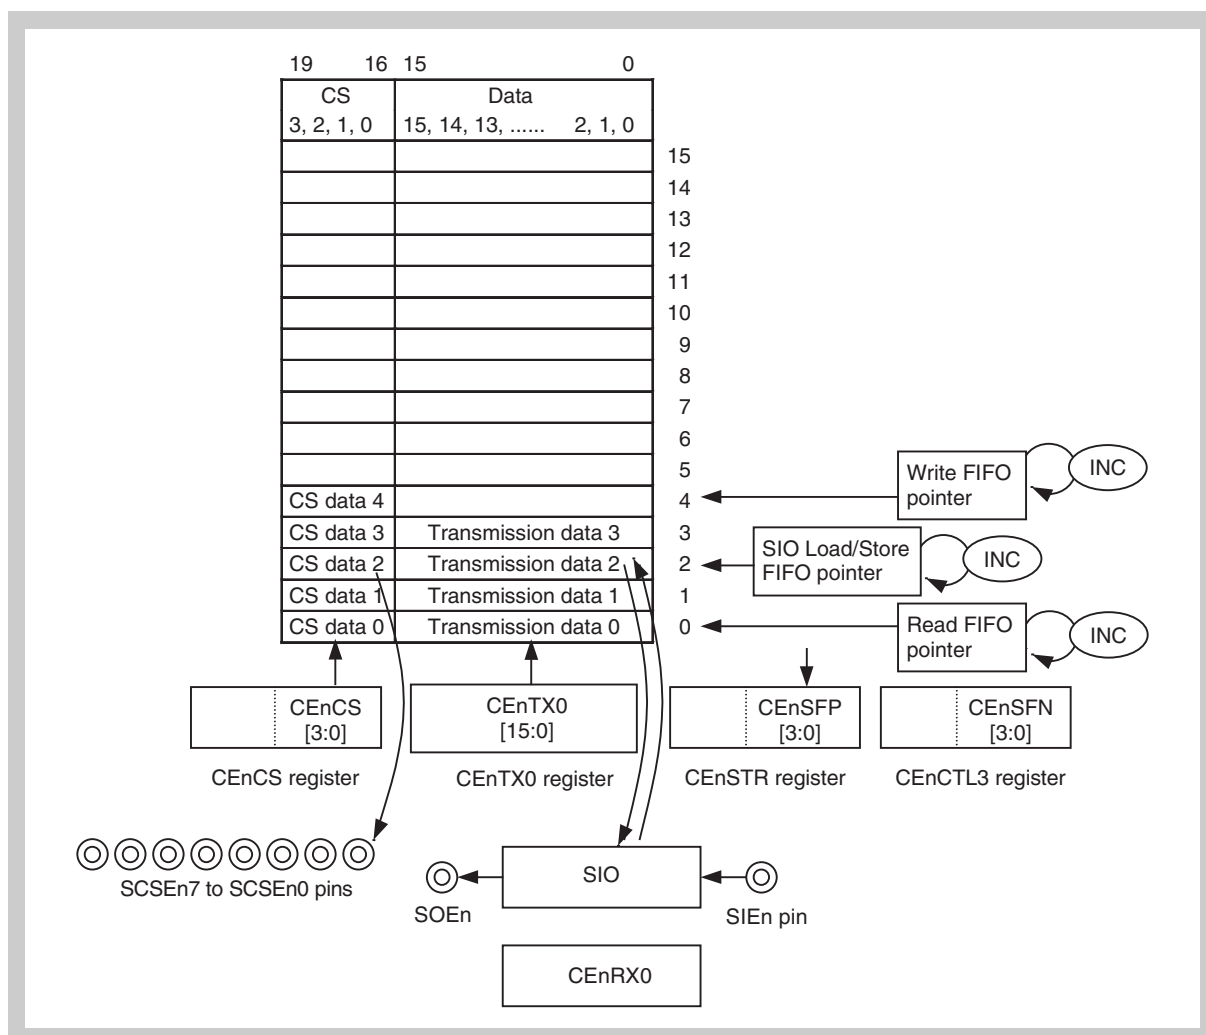 19 16 15 0
CS Data
3, 2, 1, 0 15, 14, 13, ...... 2, 1, 0
15
14
13
12
11
10
9
8
7
6
5
CS data 4 4
CS data 3 Transmission data 3 3
CS data 2 Transmission data 2 2
CS data 1 Transmission data 1 1
CS data 0 Transmission data 0 0
Write FIFO
pointer
INC
SIO Load/Store
FIFO pointer
INC
Read FIFO
pointer
INC
CEnCS
[3:0]
CEnCS register
CEnTX0
[15:0]
CEnTX0 register
CEnSFP
[3:0]
CEnSTR register
CEnSFN
[3:0]
CEnCTL3 register
SCSEn7 to SCSEn0 pins
SOEn
SIO
SIEn pin
CEnRX0